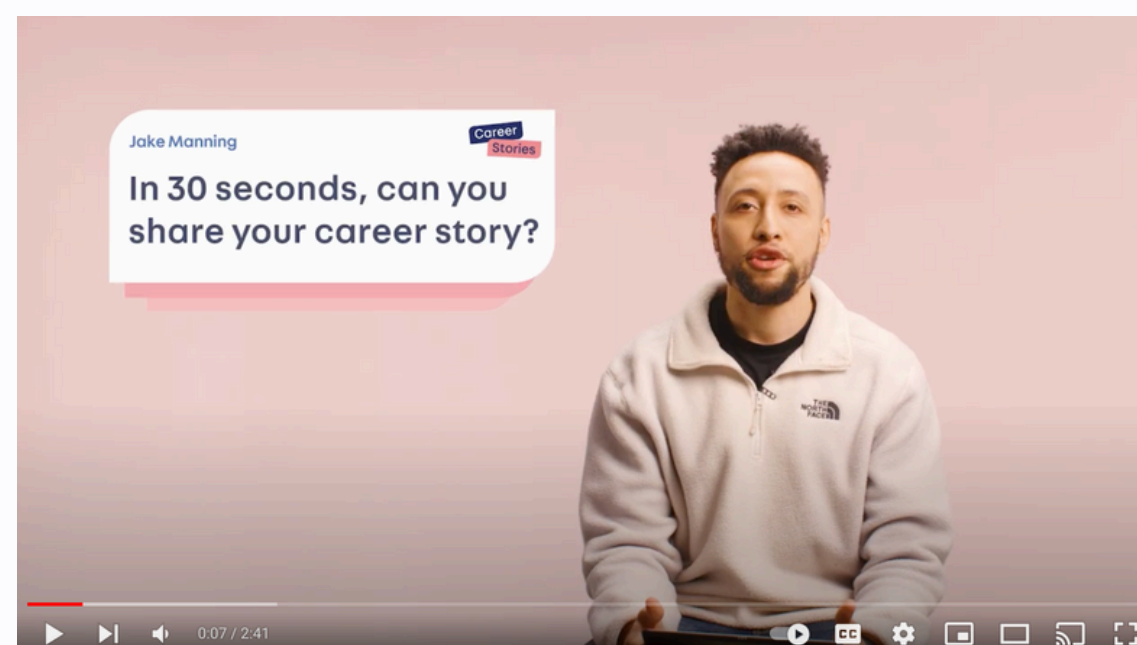 Jake Manning
Career
Stories
In 30 seconds, can you
share your career story?
THE
NORTH
FACE
0:07 / 2:41
CC